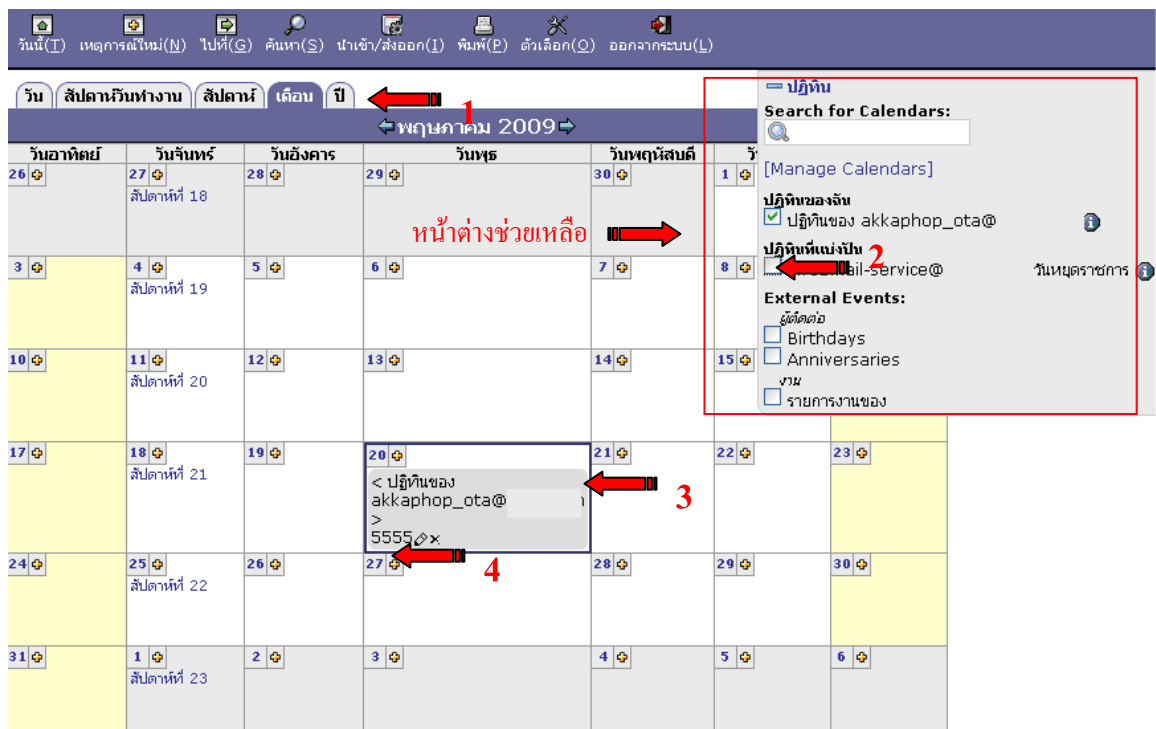 วันนี้(T) เหตุการณ์ใหม่(N) ไปที่(G) ค้นหา(S) นำเข้า/ส่งออก(I) พิมพ์(P) ตัวเลือก(O) ออกจากระบบ(L)
วัน สัปดาห์วันทำงาน สัปดาห์ เดือน ปี
1
พฤษภาคม 2009
วันอาทิตย์ วันจันทร์ วันอังคาร วันพุธ วันพฤหัสบดี
26 27 28 29 30 1
สัปดาห์ที่ 18
หน้าต่างช่วยเหลือ
3 4 5 6 7 8
สัปดาห์ที่ 19
10 11 12 13 14 15
สัปดาห์ที่ 20
17 18 19 20 21 22 23
สัปดาห์ที่ 21
< ปฏิทินของ
akkaphop_ota@
>
5555
3
24 25 26 27 28 29 30
สัปดาห์ที่ 22
4
31 1 2 3 4 5 6
สัปดาห์ที่ 23
ปฏิทิน
Search for Calendars:
[Manage Calendars]
ปฏิทินของฉัน
ปฏิทินของ akkaphop_ota@
ปฏิทินที่แบ่งปัน
2
ail-service@ วันหยุดราชการ
External Events:
ผู้ติดต่อ
Birthdays
Anniversaries
งาน
รายการงานของ